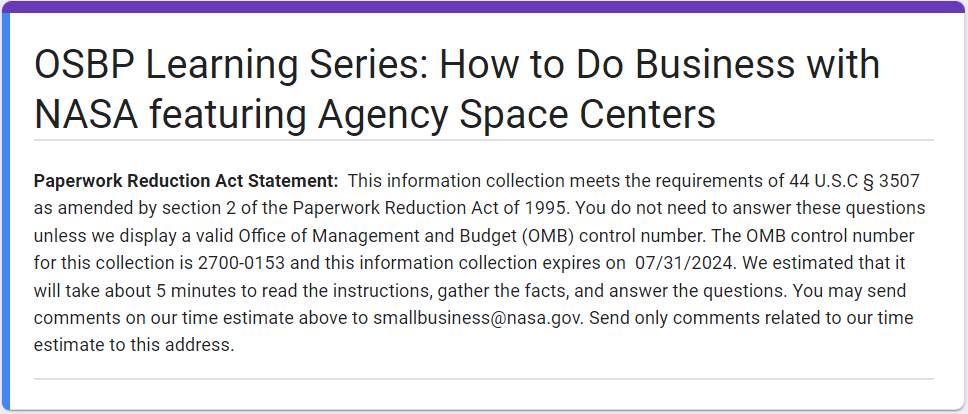 OSBP Learning Series: How to Do Business with
NASA featuring Agency Space Centers
Paperwork Reduction Act Statement:  This information collection meets the requirements of 44 U.S.C § 3507
as amended by section 2 of the Paperwork Reduction Act of 1995. You do not need to answer these questions
unless we display a valid Office of Management and Budget (OMB) control number. The OMB control number
for this collection is 2700-0153 and this information collection expires on  07/31/2024. We estimated that it
will take about 5 minutes to read the instructions, gather the facts, and answer the questions. You may send
comments on our time estimate above to smallbusiness@nasa.gov. Send only comments related to our time
estimate to this address.